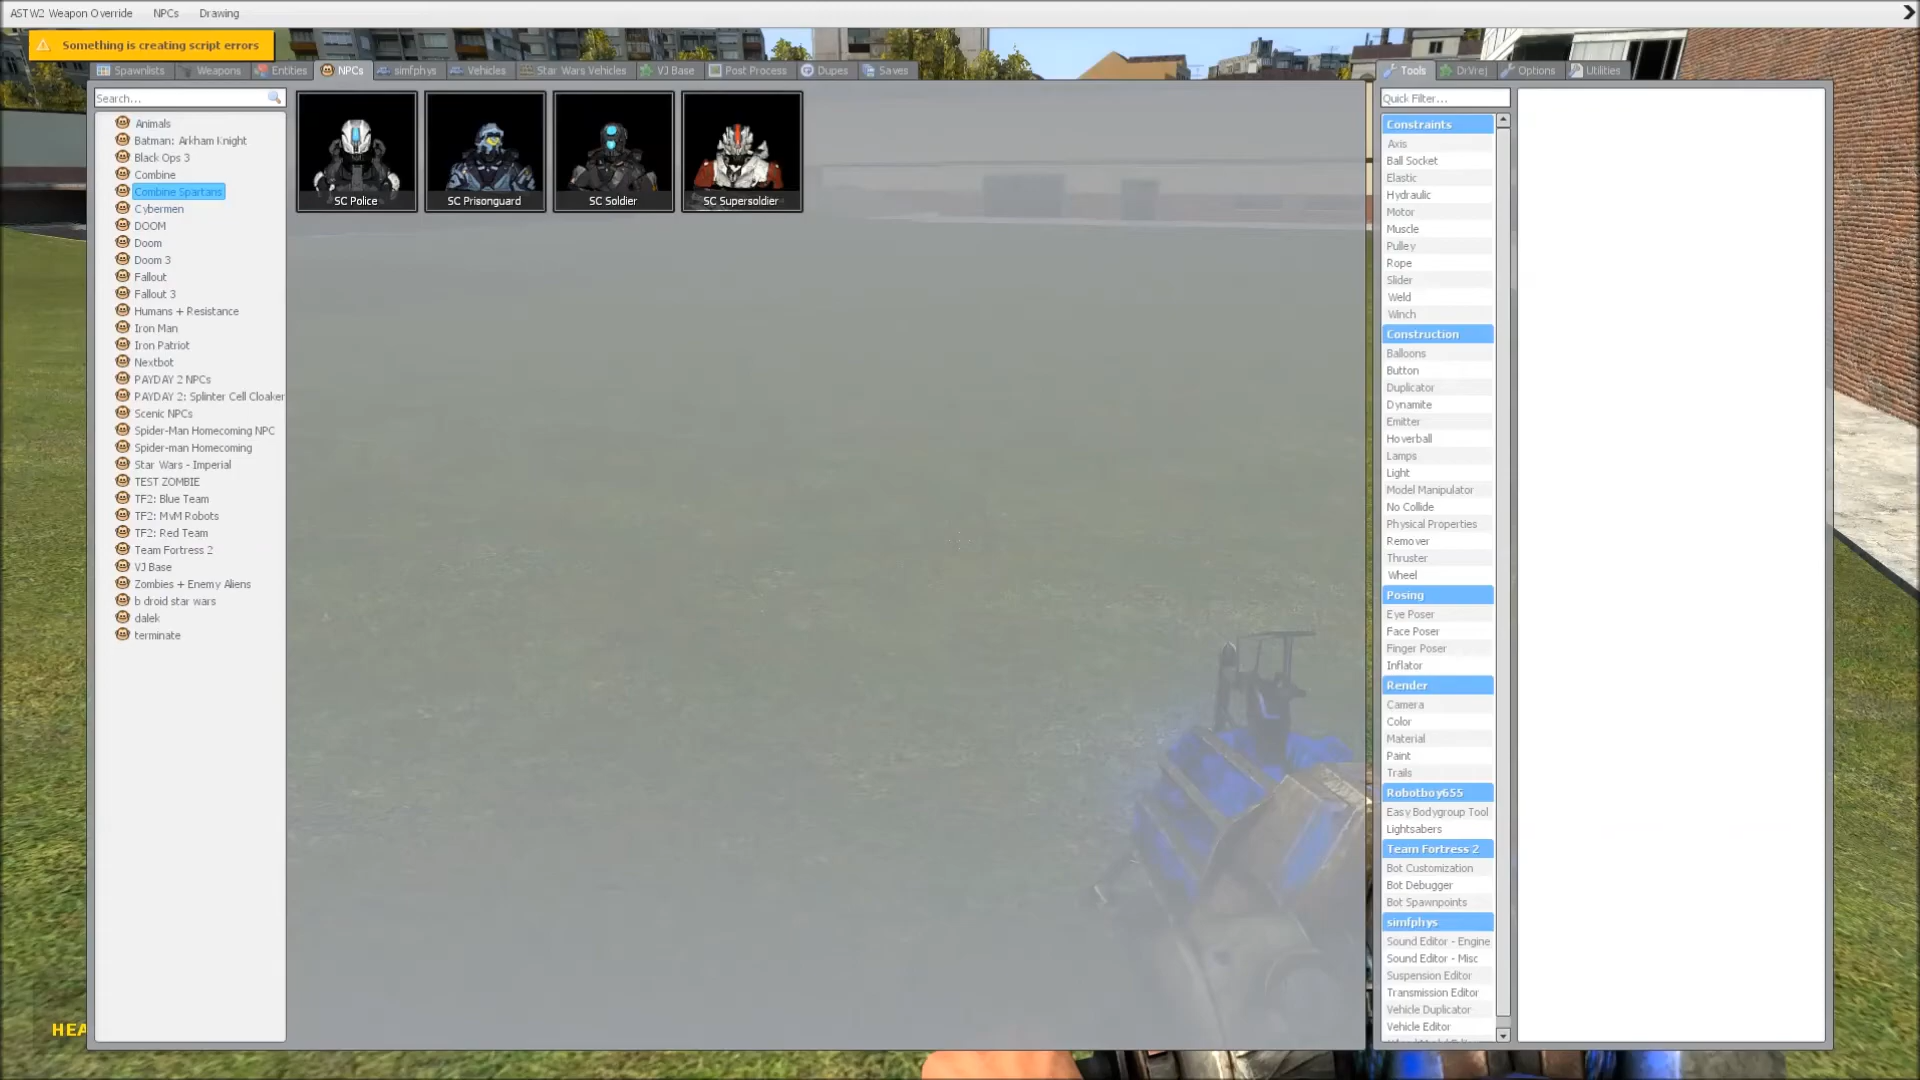 ASTW2 Weapon Override NPCs Drawing
Something is creating script errors
Spawnlists Weapons Entities NPCs simfphys Vehicles Star Wars Vehicles VJ Base Post Process Dupes Saves
Tools DrVrej Options Utilities
Search...
Animals
Batman: Arkham Knight
Black Ops 3
Combine
Combine Spartans
Cybermen
DOOM
Doom
Doom 3
Fallout
Fallout 3
Humans + Resistance
Iron Man
Iron Patriot
Nextbot
PAYDAY 2 NPCs
PAYDAY 2: Splinter Cell Cloaker
Scenic NPCs
Spider-Man Homecoming NPC
Spider-man Homecoming
Star Wars - Imperial
TEST ZOMBIE
TF2: Blue Team
TF2: MvM Robots
TF2: Red Team
Team Fortress 2
VJ Base
Zombies + Enemy Aliens
b droid star wars
dalek
terminate
SC Police
SC Prisonguard
SC Soldier
SC Supersoldier
Quick Filter...
Constraints
Axis
Ball Socket
Elastic
Hydraulic
Motor
Muscle
Pulley
Rope
Slider
Weld
Winch
Construction
Balloons
Button
Duplicator
Dynamite
Emitter
Hoverball
Lamps
Light
Model Manipulator
No Collide
Physical Properties
Remover
Thruster
Wheel
Posing
Eye Poser
Face Poser
Finger Poser
Inflator
Render
Camera
Color
Material
Paint
Trails
Robotboy655
Easy Bodygroup Tool
Lightsabers
Team Fortress 2
Bot Customization
Bot Debugger
Bot Spawnpoints
simfphys
Sound Editor - Engine
Sound Editor - Misc
Suspension Editor
Transmission Editor
Vehicle Duplicator
Vehicle Editor
HEA